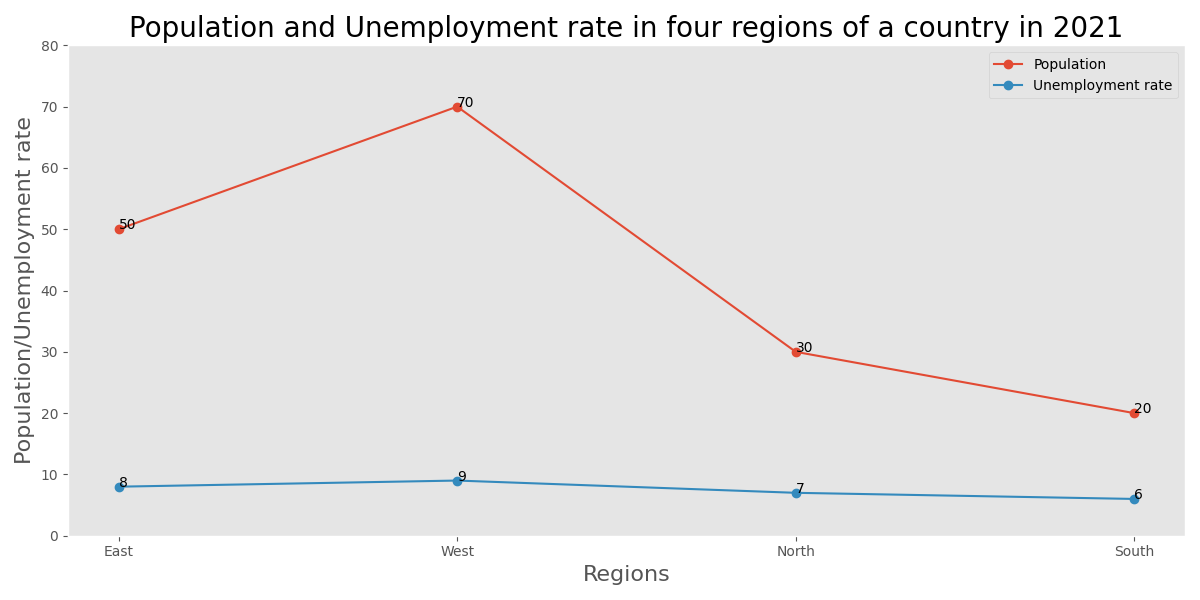 Population and Unemployment rate in four regions of a country in 2021
Population
Unemployment rate
Population/Unemployment rate
80
70
60
50
40
30
20
10
0
50
70
30
20
8
9
7
6
East
West
North
South
Regions